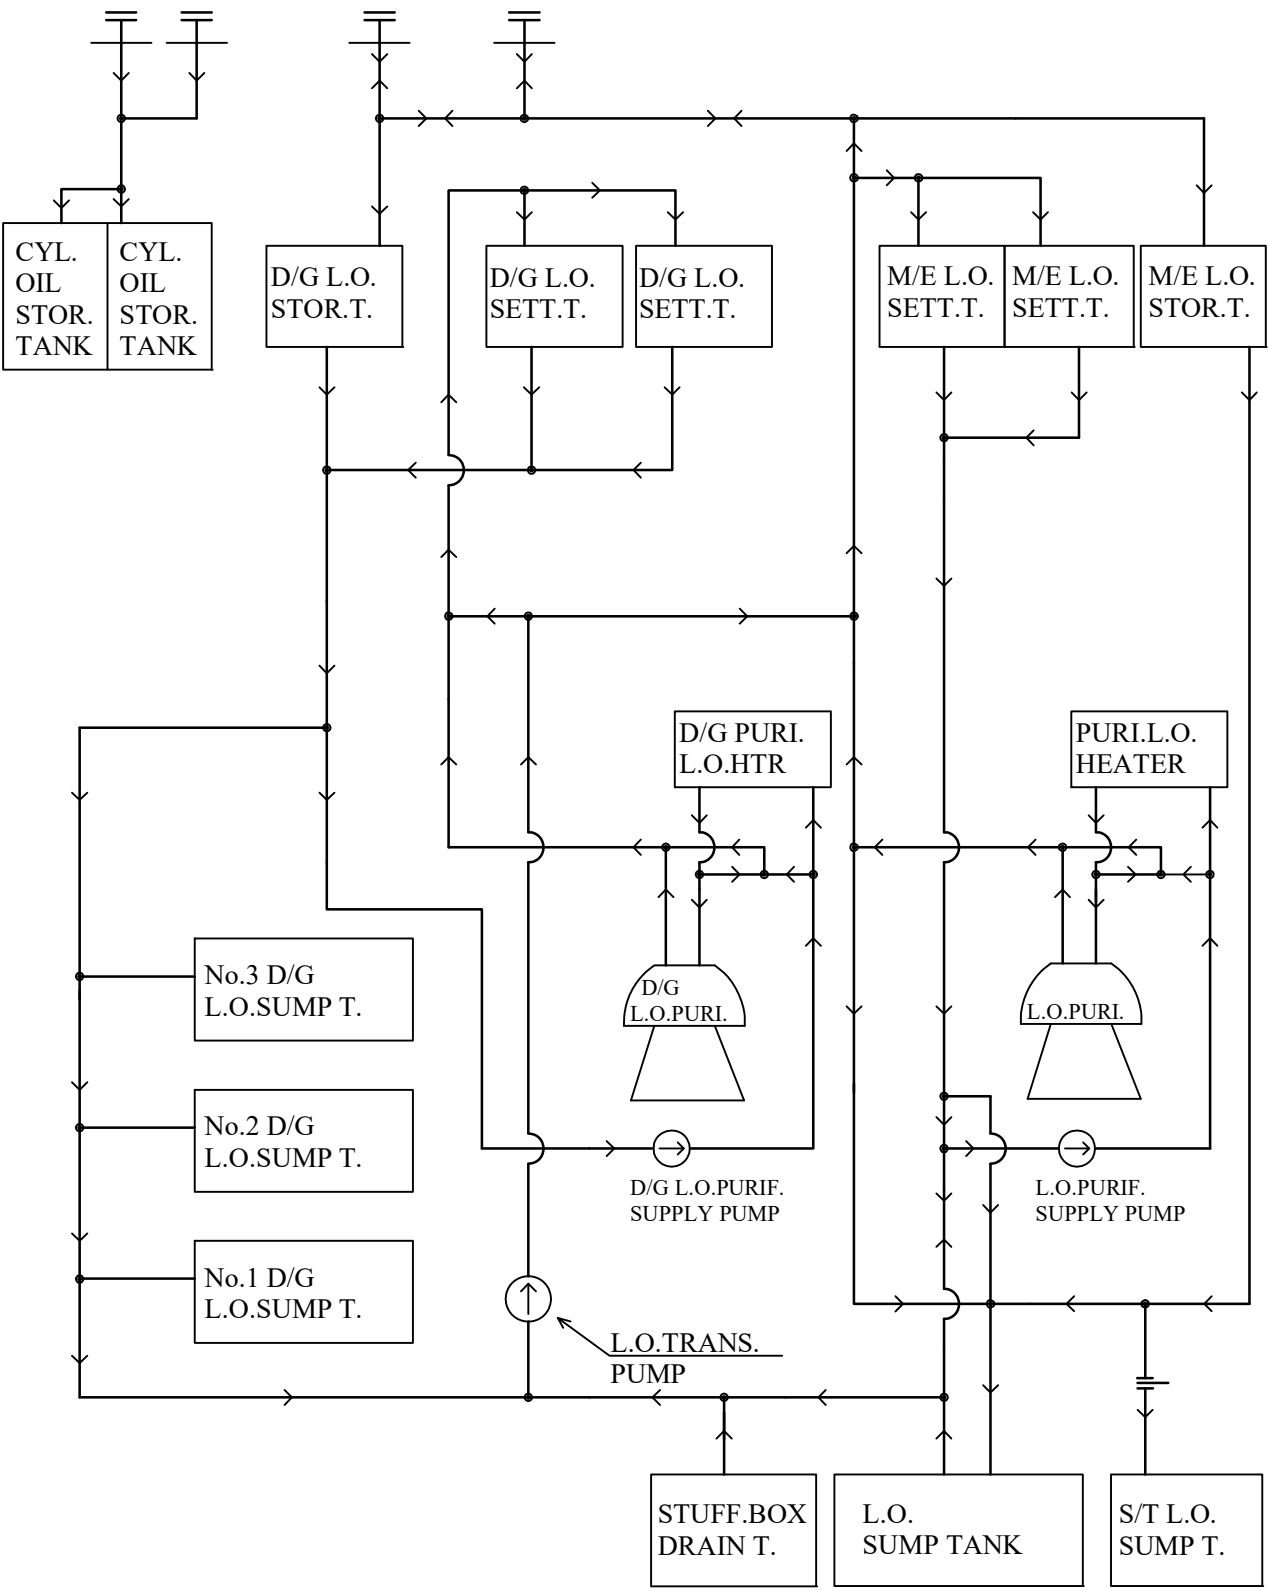 CYL.
OIL
STOR.
TANK
CYL.
OIL
STOR.
TANK
D/G L.O.
STOR.T.
D/G L.O.
SETT.T.
D/G L.O.
SETT.T.
M/E L.O.
SETT.T.
M/E L.O.
SETT.T.
M/E L.O.
STOR.T.
D/G PURI.
L.O.HTR
PURI.L.O.
HEATER
No.3 D/G
L.O.SUMP T.
D/G
L.O.PURI.
L.O.PURI.
No.2 D/G
L.O.SUMP T.
D/G L.O.PURIF.
SUPPLY PUMP
L.O.PURIF.
SUPPLY PUMP
No.1 D/G
L.O.SUMP T.
L.O.TRANS.
PUMP
STUFF.BOX
DRAIN T.
L.O.
SUMP TANK
S/T L.O.
SUMP T.